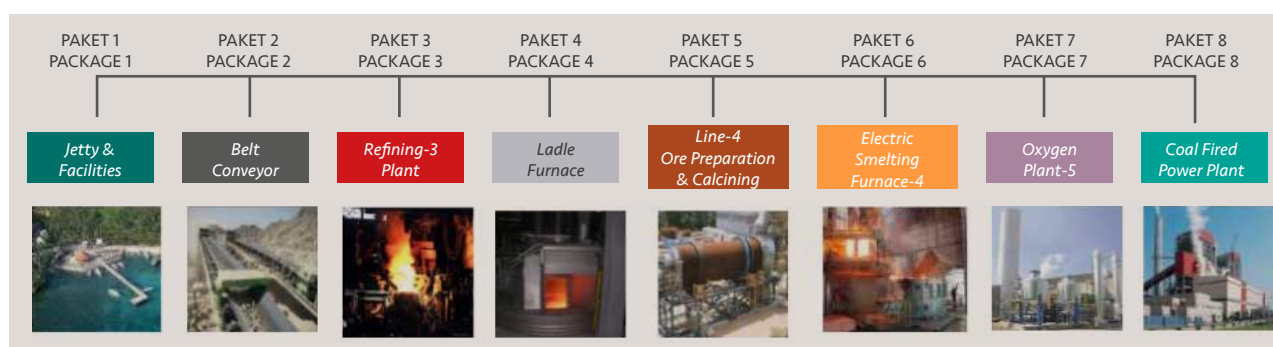 PAKET 1
PACKAGE 1
PAKET 2
PACKAGE 2
PAKET 3
PACKAGE 3
PAKET 4
PACKAGE 4
PAKET 5
PACKAGE 5
PAKET 6
PACKAGE 6
PAKET 7
PACKAGE 7
PAKET 8
PACKAGE 8
Jetty &
Facilities
Belt
Conveyor
Refining-3
Plant
Ladle
Furnace
Line-4
Ore Preparation
& Calcining
Electric
Smelting
Furnace-4
Oxygen
Plant-5
Coal Fired
Power Plant